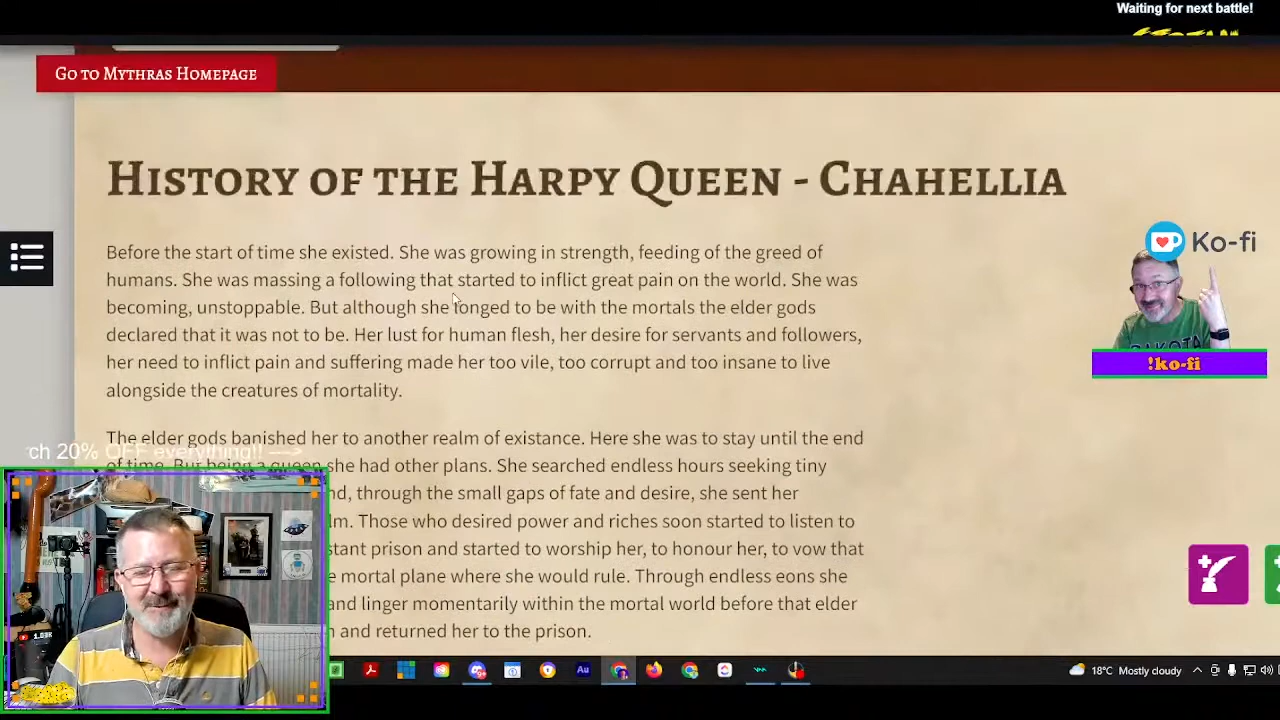 Waiting for next battle!
Go to Mythras Homepage
History of the Harpy Queen - Chahellia
Before the start of time she existed. She was growing in strength, feeding of the greed of
humans. She was massing a following that started to inflict great pain on the world. She was
becoming, unstoppable. But although she longed to be with the mortals the elder gods
declared that it was not to be. Her lust for human flesh, her desire for servants and followers,
her need to inflict pain and suffering made her too vile, too corrupt and too insane to live
alongside the creatures of mortality.
Ko-fi
!ko-fi
The elder gods banished her to another realm of existance. Here she was to stay until the end
ch 20% OFF everything!! --->
of time. But being a queen she had other plans. She searched endless hours seeking tiny
nd, through the small gaps of fate and desire, she sent her
lm. Those who desired power and riches soon started to listen to
stant prison and started to worship her, to honour her, to vow that
e mortal plane where she would rule. Through endless eons she
and linger momentarily within the mortal world before that elder
n and returned her to the prison.
Au
18°C Mostly cloudy